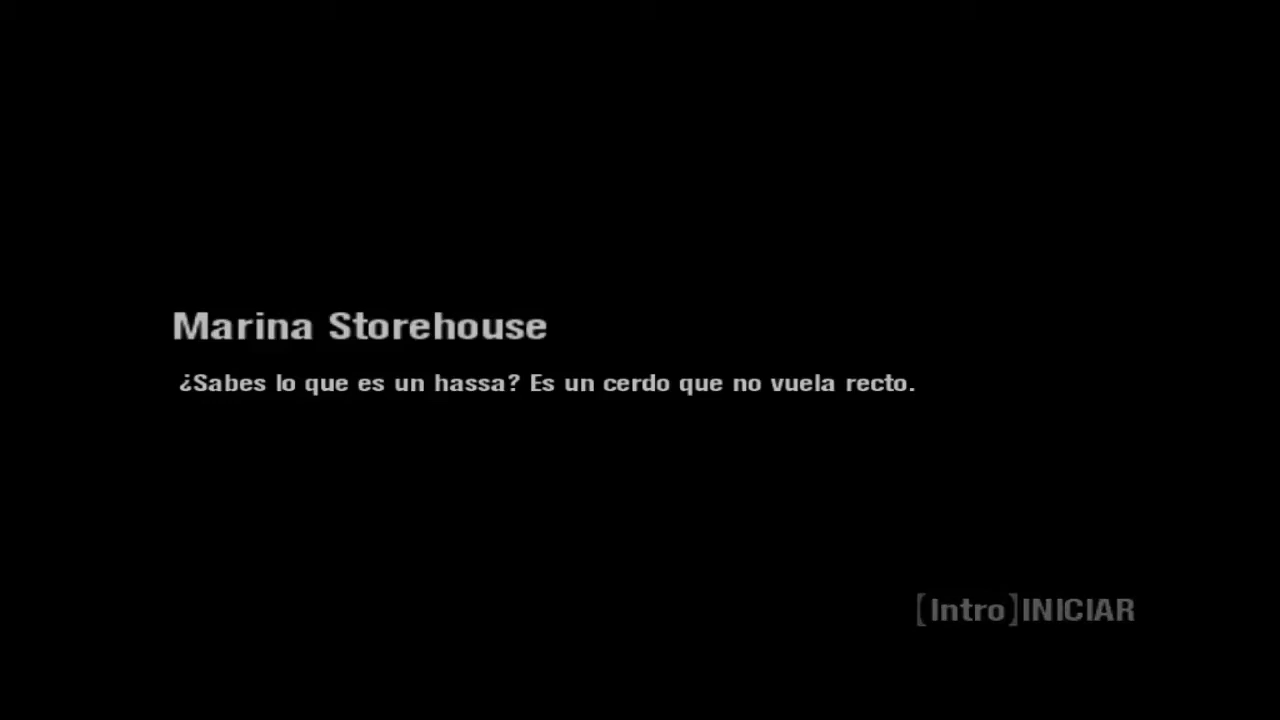 Marina Storehouse
¿Sabes lo que es un hassa? Es un cerdo que no vuela recto.
[Intro]INICIAR